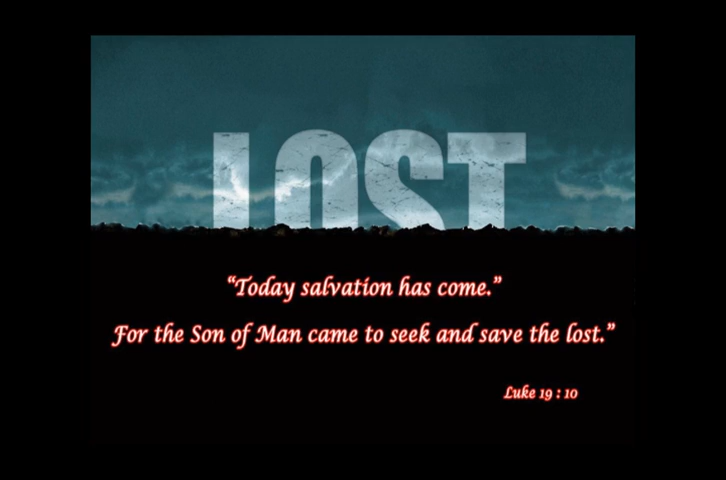 LOST
“Today salvation has come.”
For the Son of Man came to seek and save the lost.”
Luke 19 : 10